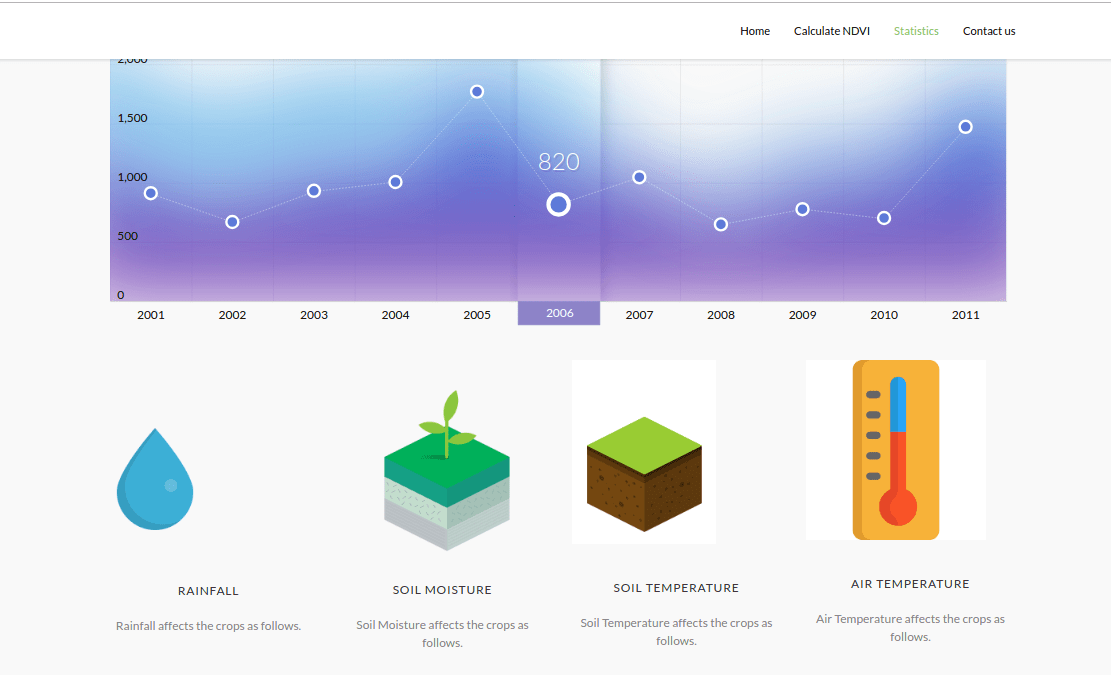 Home Calculate NDVI Statistics Contact us
2,000
1,500
820
1,000
500
0
2001 2002 2003 2004 2005 2006 2007 2008 2009 2010 2011
RAINFALL
Rainfall affects the crops as follows.
SOIL MOISTURE
Soil Moisture affects the crops as
follows.
SOIL TEMPERATURE
Soil Temperature affects the crops as
follows.
AIR TEMPERATURE
Air Temperature affects the crops as
follows.